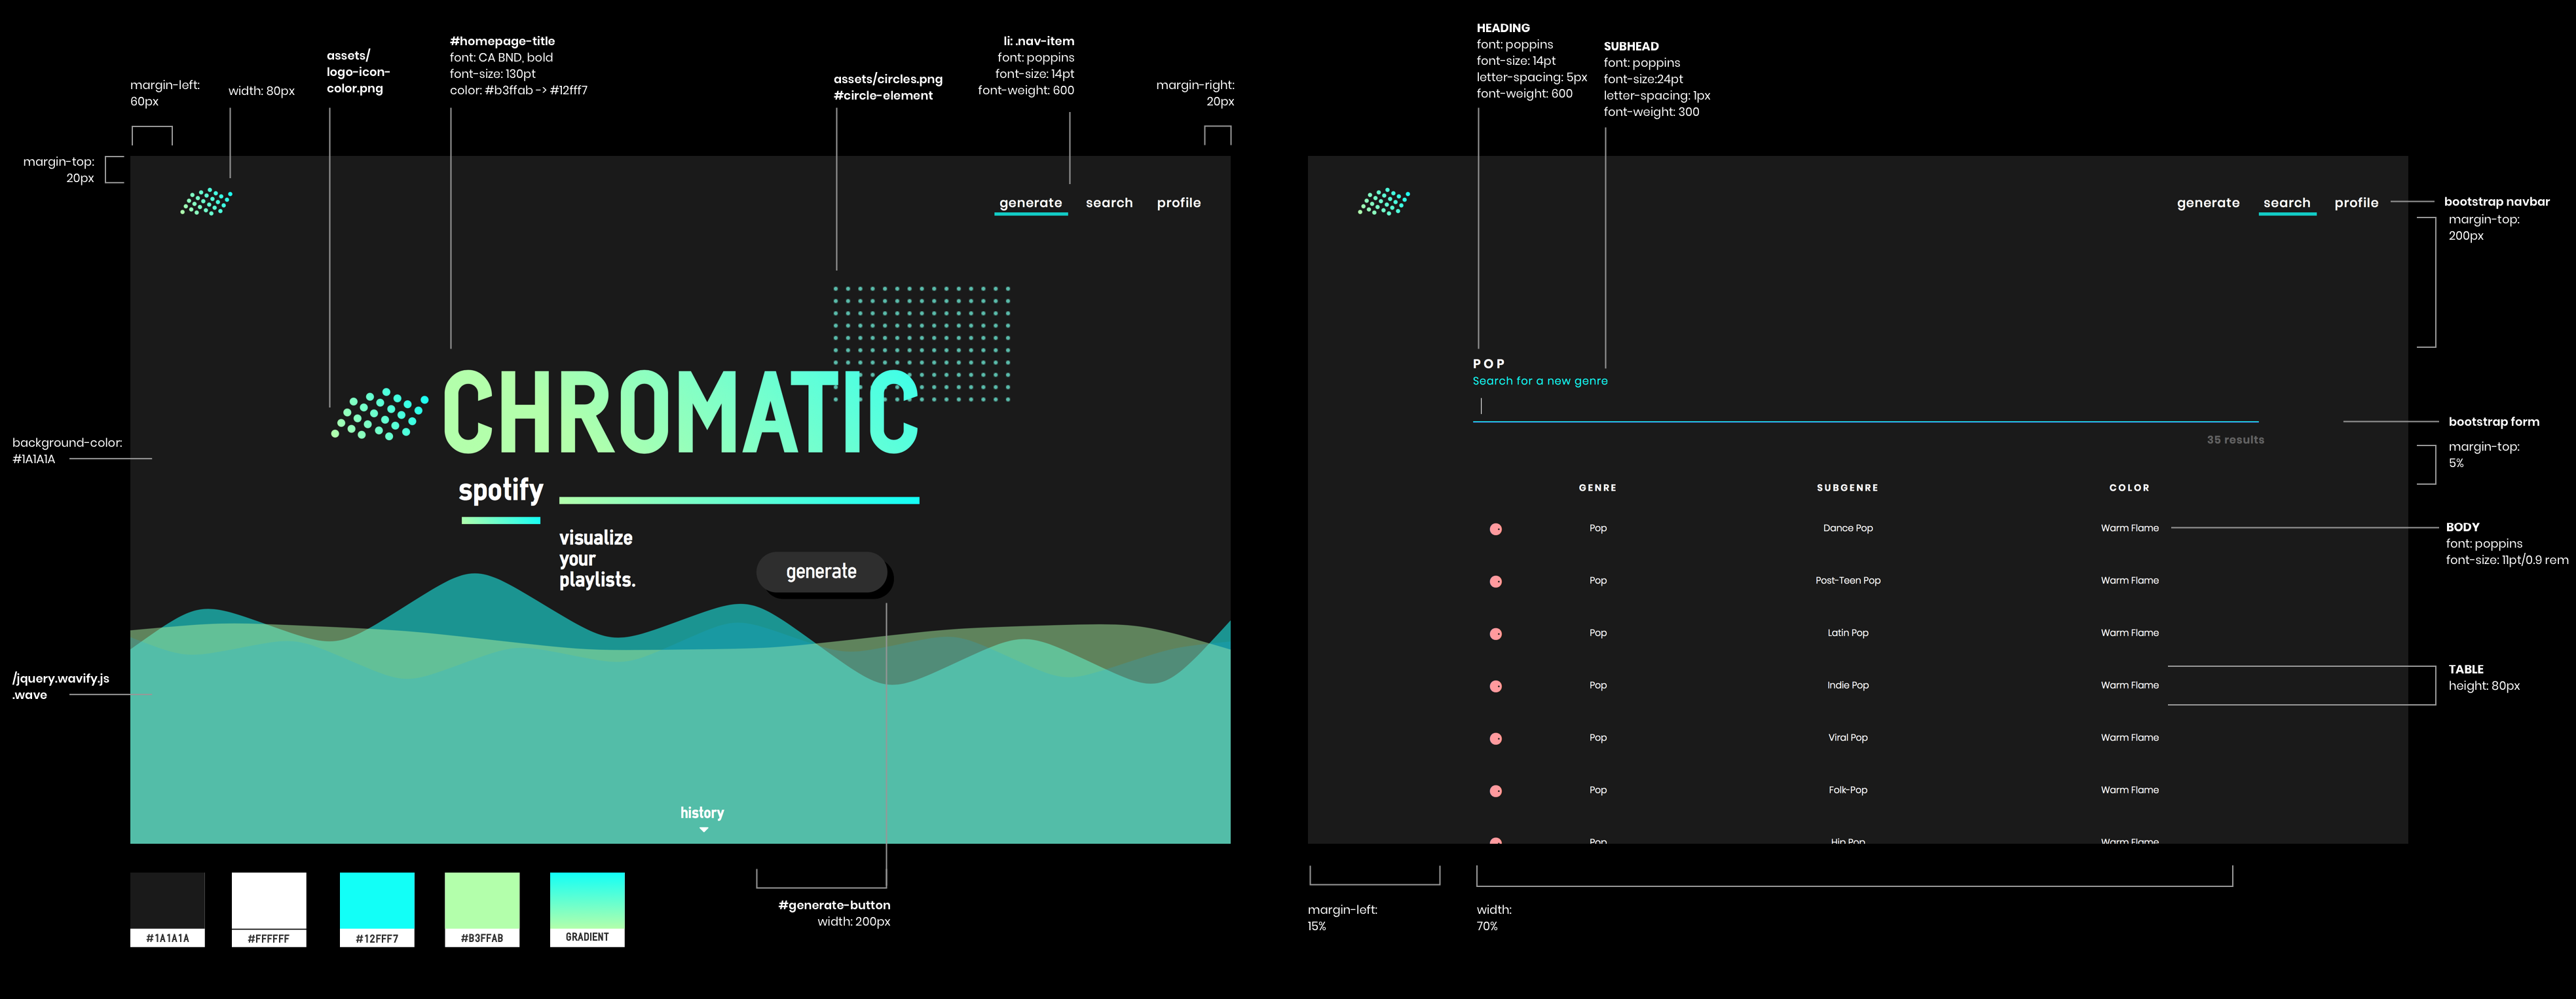 margin-left:
60px
width: 80px
assets/
logo-icon-
color.png
#homepage-title
font: CA BND, bold
font-size: 130pt
color: #b3ffab -> #12fff7
assets/circles.png
#circle-element
li: .nav-item
font: poppins
font-size: 14pt
font-weight: 600
margin-right:
20px
margin-top:
20px
generate search profile
CHROMATIC
spotify
visualize
your
playlists.
generate
background-color:
#1A1A1A
/jquery.wavify.js
.wave
history
#1A1A1A
#FFFFFF
#12FFF7
#B3FFAB
GRADIENT
#generate-button
width: 200px
HEADING
font: poppins
font-size: 14pt
letter-spacing: 5px
font-weight: 600
SUBHEAD
font: poppins
font-size:24pt
letter-spacing: 1px
font-weight: 300
generate search profile
bootstrap navbar
margin-top:
200px
POP
Search for a new genre
bootstrap form
35 results
margin-top:
5%
GENRE SUBGENRE COLOR
Pop Dance Pop Warm Flame
BODY
font: poppins
font-size: 11pt/0.9 rem
Pop Post-Teen Pop Warm Flame
Pop Latin Pop Warm Flame
Pop Indie Pop Warm Flame
TABLE
height: 80px
Pop Viral Pop Warm Flame
Pop Folk-Pop Warm Flame
Pop Hip Pop Warm Flame
margin-left:
15%
width:
70%